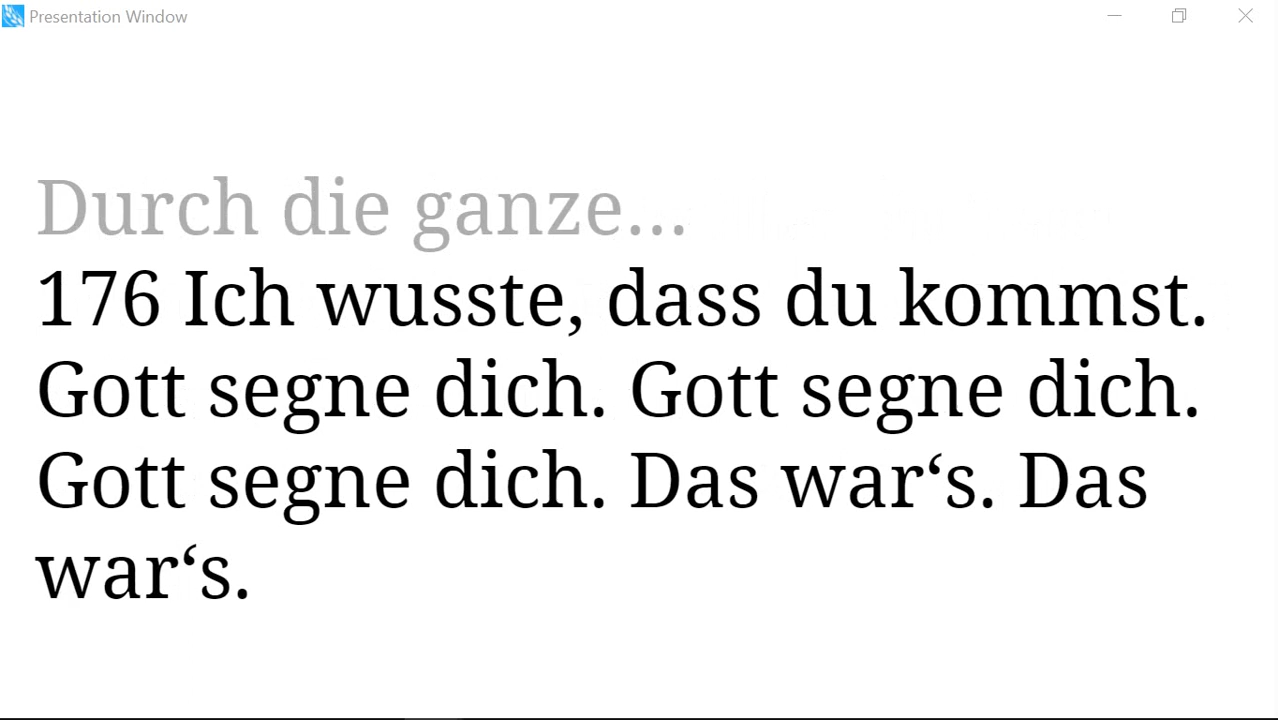 Presentation Window
Durch die ganze...
176 Ich wusste, dass du kommst.
Gott segne dich. Gott segne dich.
Gott segne dich. Das war‘s. Das
war‘s.